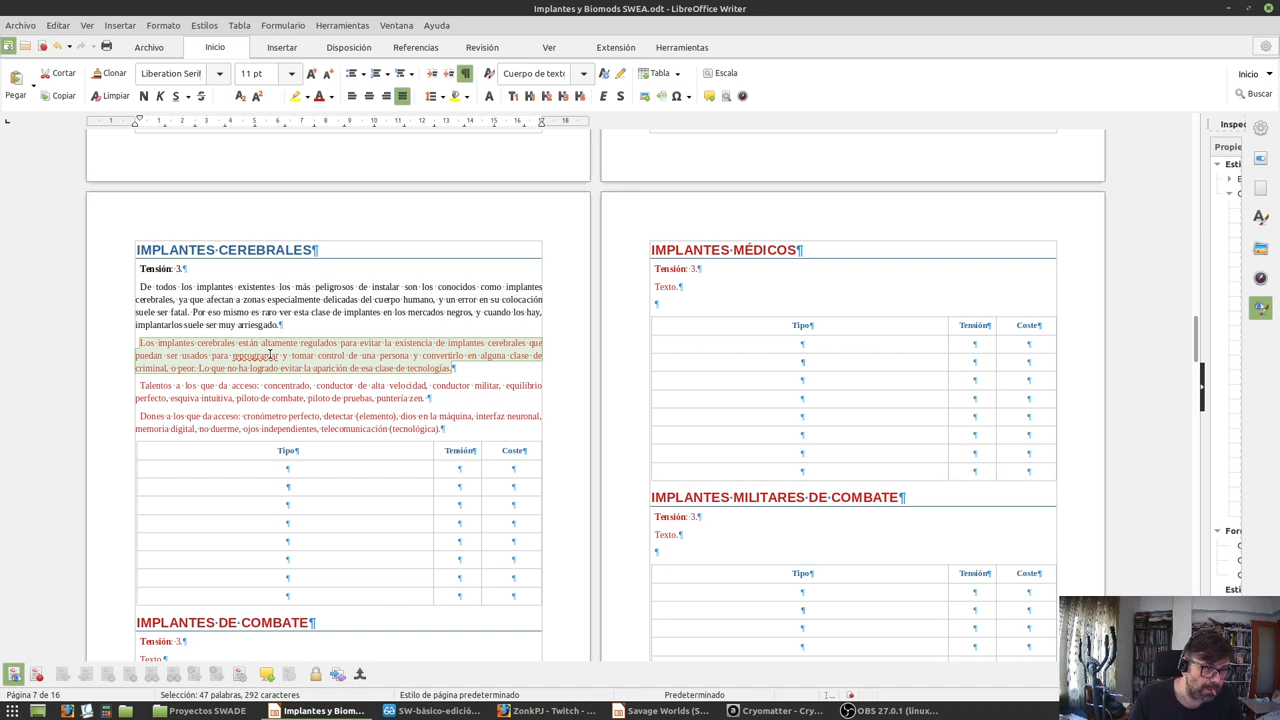 Implantes y Biomods SWEA.odt - LibreOffice Writer
Archivo Editar Ver Insertar Formato Estilos Tabla Formulario Herramientas Ventana Ayuda
Archivo Inicio Insertar Disposición Referencias Revisión Ver Extensión Herramientas
Cortar Clonar Liberation Serif 11 pt Cuerpo de texto Tabla Escala Inicio
Pegar Copiar Limpiar Buscar
IMPLANTES·CEREBRALES¶
Tensión: 3.¶
De todos los implantes existentes los más peligrosos de instalar son los conocidos como implantes
cerebrales, ya que afectan a zonas especialmente delicadas del cuerpo humano, y un error en su colocación
suele ser fatal. Por eso mismo es raro ver esta clase de implantes en los mercados negros, y cuando los hay,
implantarlos suele ser muy arriesgado.¶
Los implantes cerebrales están altamente regulados para evitar la existencia de implantes cerebrales que
puedan ser usados para reprogramar y tomar control de una persona y convertirlo en alguna clase de
criminal, o peor. Lo que no ha logrado evitar la aparición de esa clase de tecnologías.¶
Talentos a los que da acceso: concentrado, conductor de alta velocidad, conductor militar, equilibrio
perfecto, esquiva intuitiva, piloto de combate, piloto de pruebas, puntería zen. ¶
Dones a los que da acceso: cronómetro perfecto, detectar (elemento), dios en la máquina, interfaz neuronal,
memoria digital, no duerme, ojos independientes, telecomunicación (tecnológica).¶
Tipo¶ Tensión¶ Coste¶
IMPLANTES·DE·COMBATE¶
Tensión: 3.¶
Texto.
IMPLANTES·MÉDICOS¶
Tensión: 3.¶
Texto.¶
¶
Tipo¶ Tensión¶ Coste¶
IMPLANTES·MILITARES·DE·COMBATE¶
Tensión: 3.¶
Texto.¶
¶
Tipo¶ Tensión¶ Coste¶
Inspec
Propie
Esti
For
Página 7 de 16 Selección: 47 palabras, 292 caracteres Estilo de página predeterminado Predeterminado
Proyectos SWADE Implantes y Biom... SW-básico-edició... ZonkPJ - Twitch - ... Savage Worlds (S... Cryomatter - Cry... OBS 27.0.1 (linux...